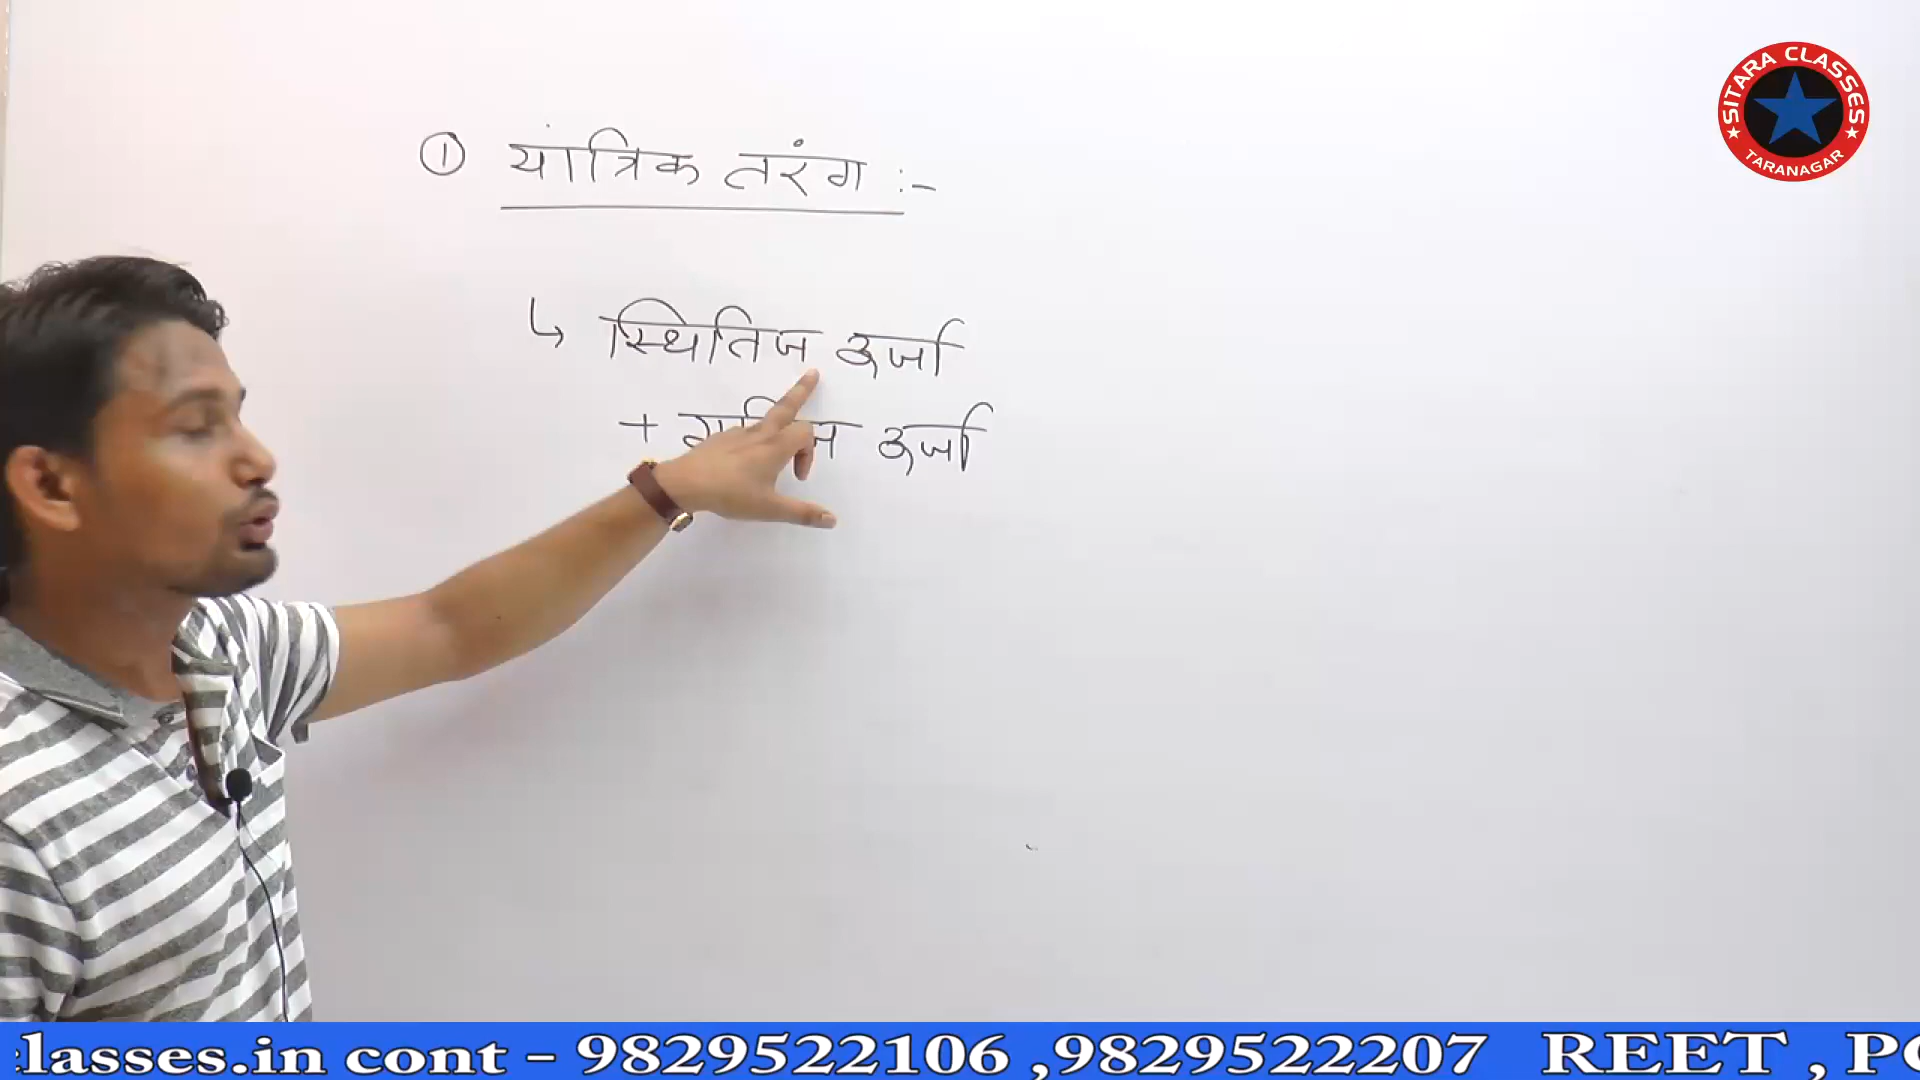 ① यांत्रिक तरंग :-
↳ स्थितिज ऊर्जा
+ ऊर्जा
SITARA CLASSES
TARANAGAR
lasses.in cont - 9829522106 ,9829522207 REET ,